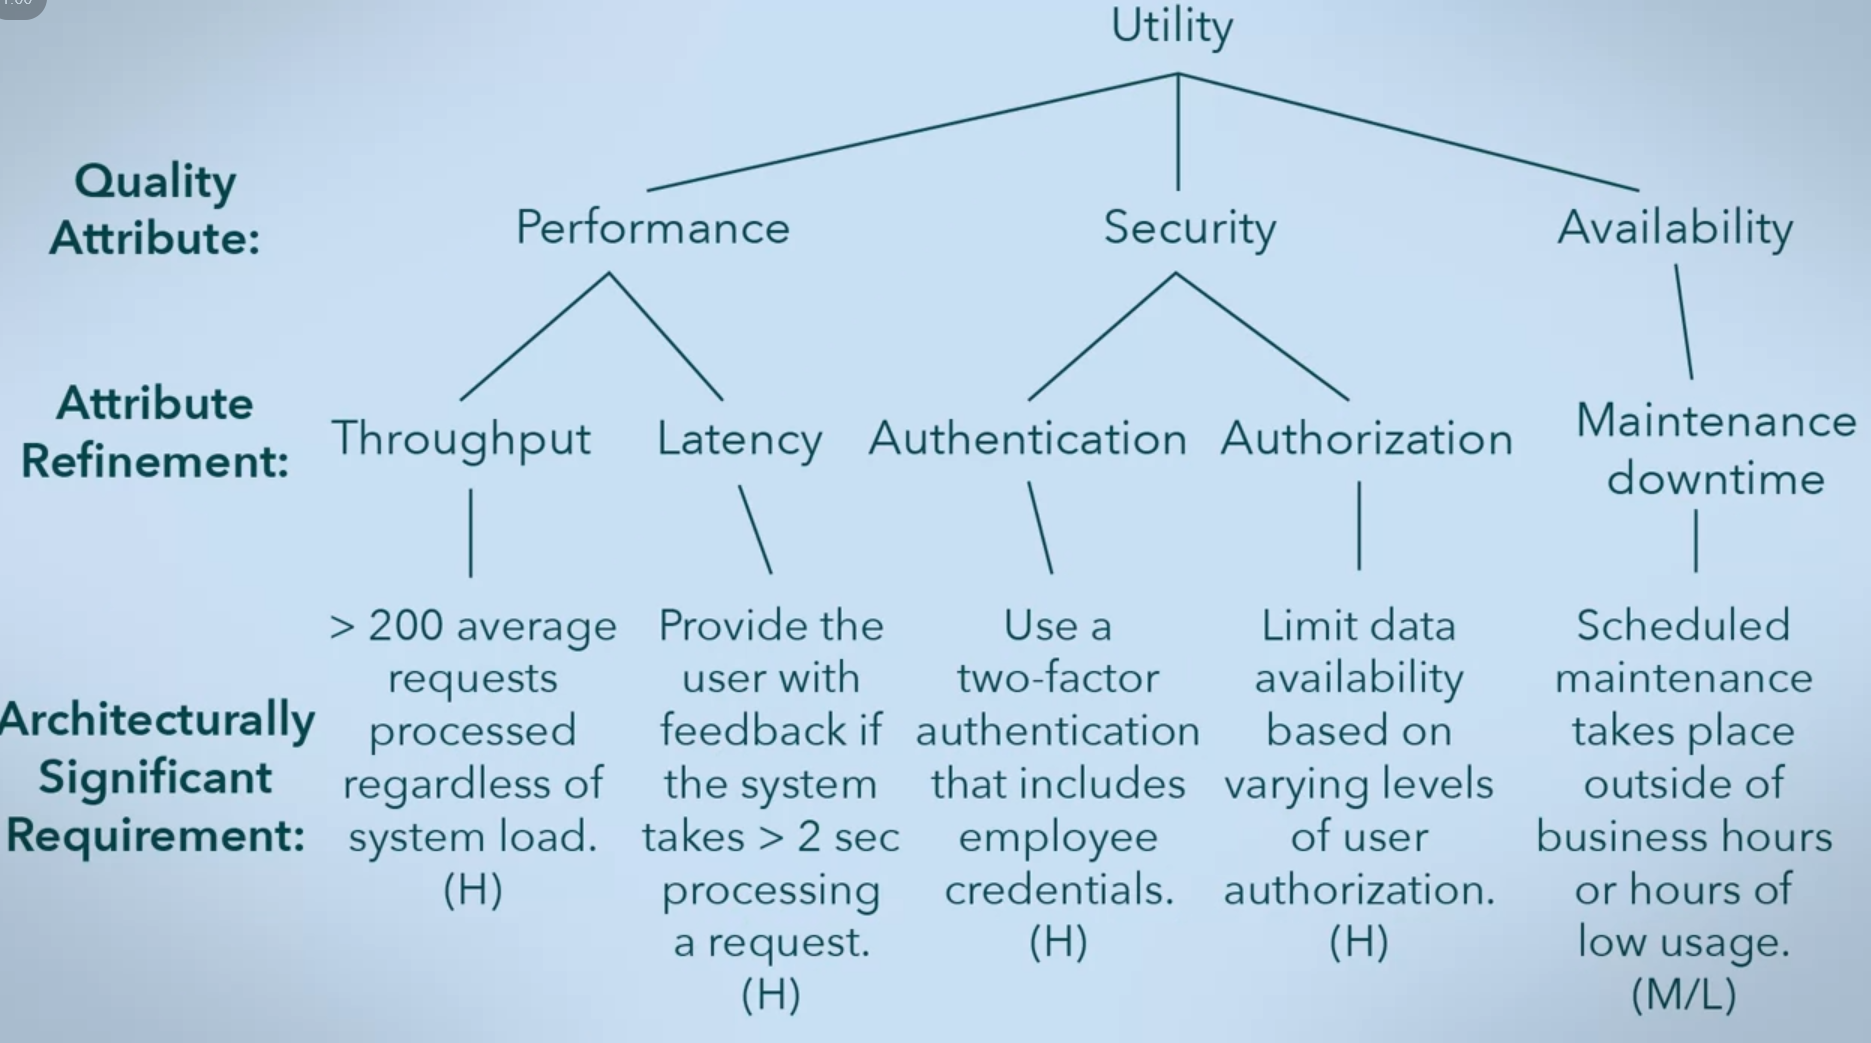 Utility
Quality
Attribute:
Performance
Security
Availability
Attribute
Refinement:
Throughput
Latency
Authentication
Authorization
Maintenance
downtime
Architecturally
Significant
Requirement:
> 200 average
requests
processed
regardless of
system load.
(H)
Provide the
user with
feedback if
the system
takes > 2 sec
processing
a request.
(H)
Use a
two-factor
authentication
that includes
employee
credentials.
(H)
Limit data
availability
based on
varying levels
of user
authorization.
(H)
Scheduled
maintenance
takes place
outside of
business hours
or hours of
low usage.
(M/L)